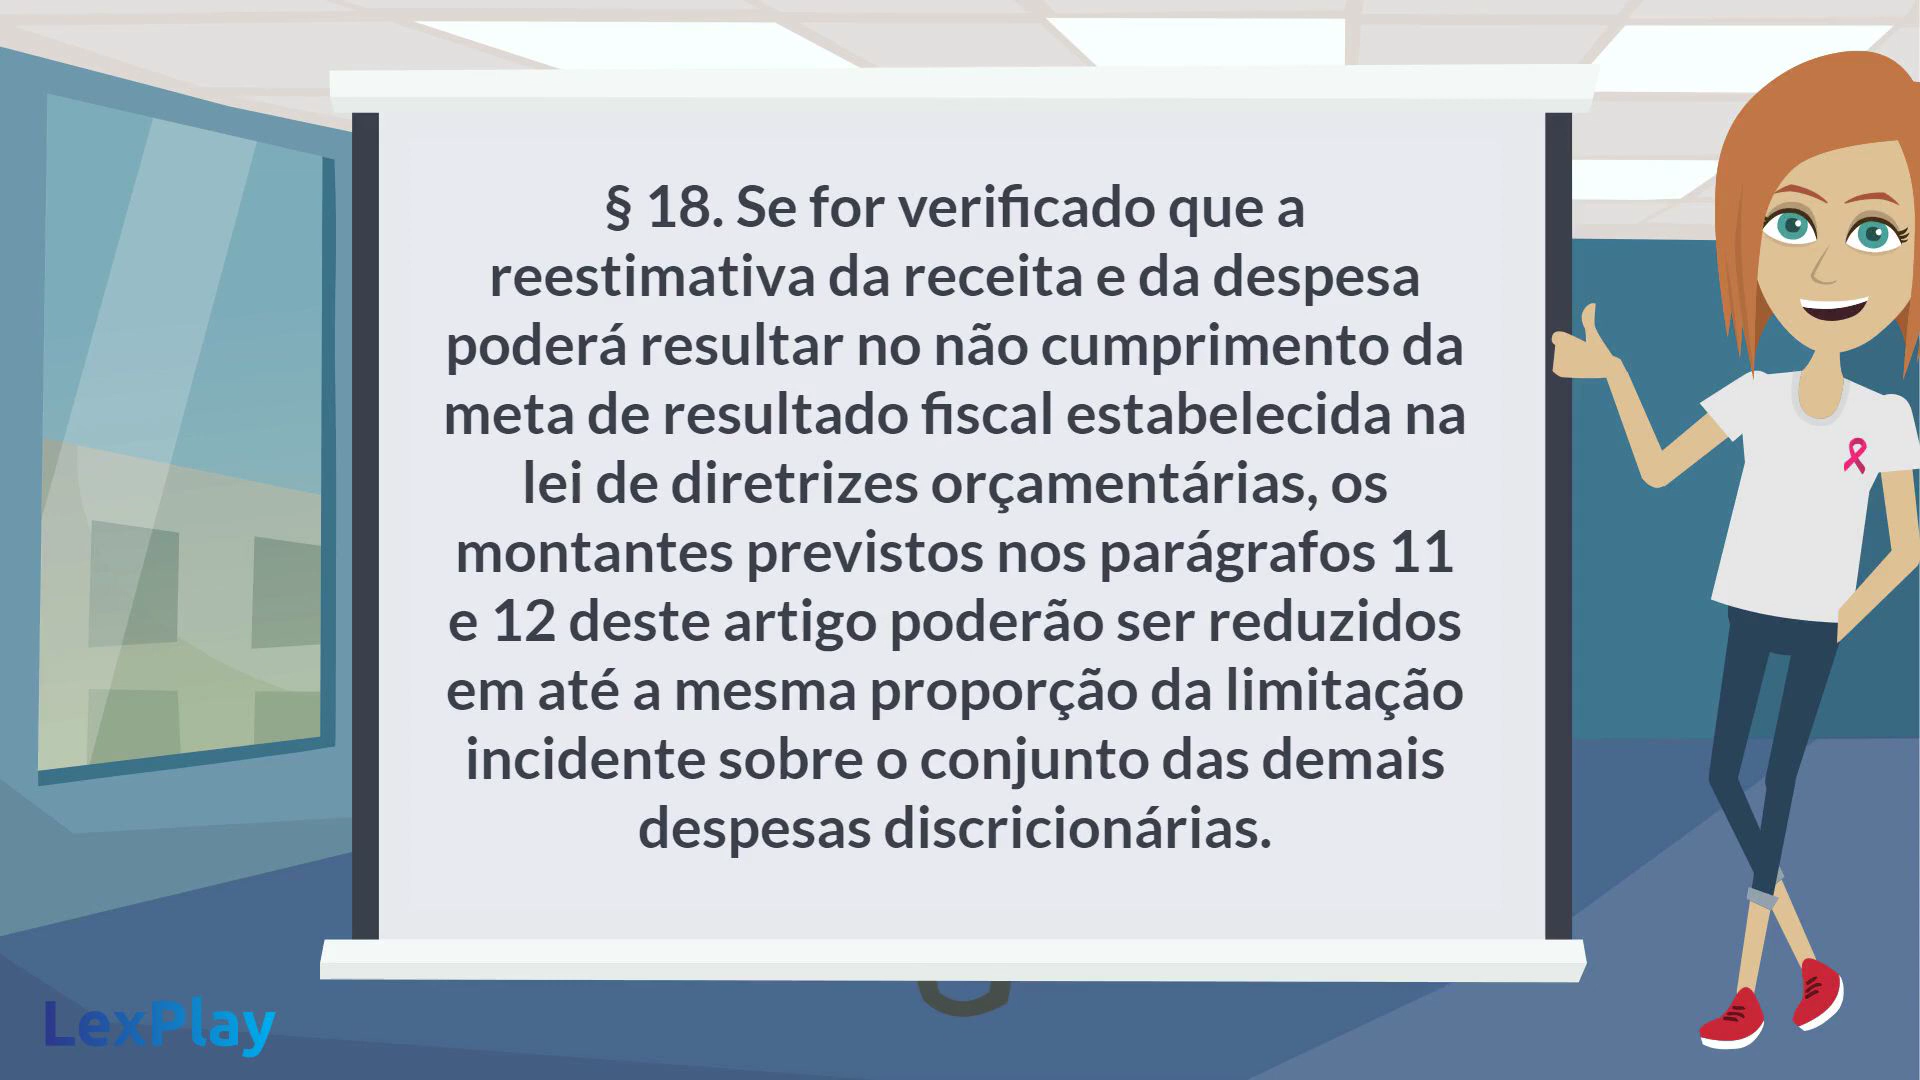 § 18. Se for verificado que a
reestimativa da receita e da despesa
poderá resultar no não cumprimento da
meta de resultado fiscal estabelecida na
lei de diretrizes orçamentárias, os
montantes previstos nos parágrafos 11
e 12 deste artigo poderão ser reduzidos
em até a mesma proporção da limitação
incidente sobre o conjunto das demais
despesas discricionárias.
LexPlay